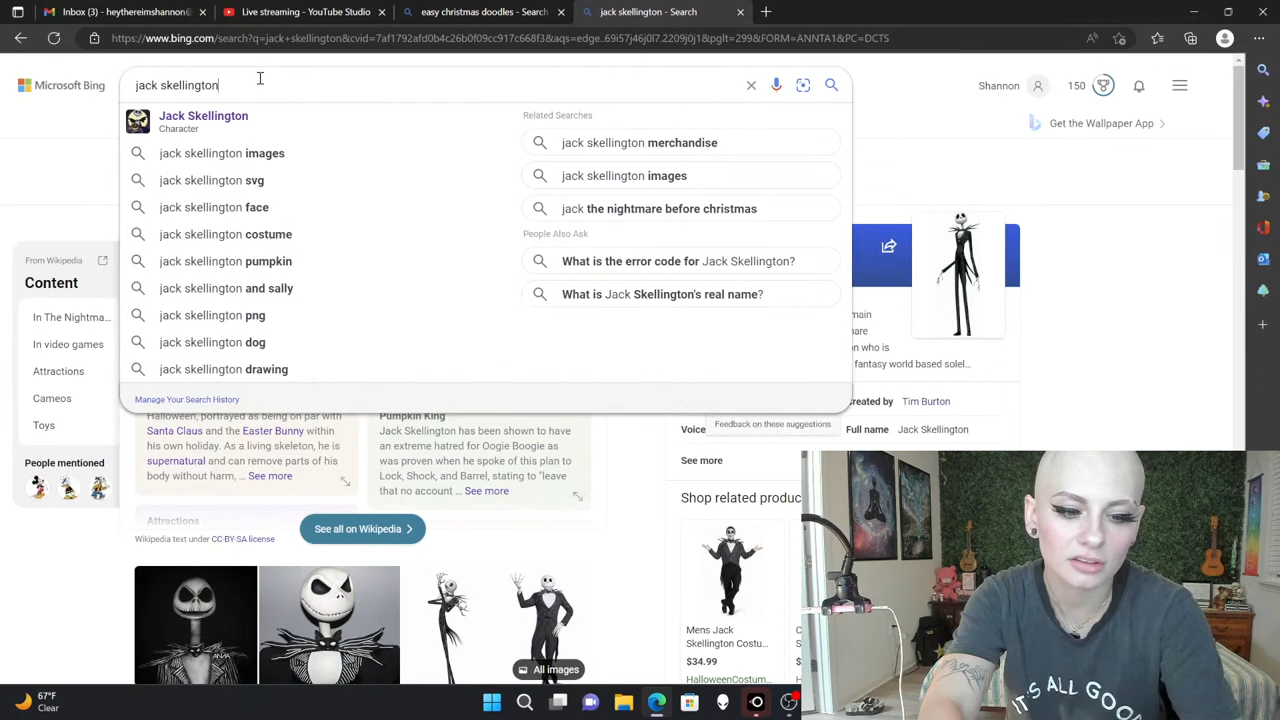 Inbox (3) - heythereimshannon@
Live streaming - YouTube Studio
easy christmas doodles - Search
jack skellington - Search
https://www.bing.com/search?q=jack+skellington&cvid=7af1792afd0b4c26b0f09cc917c668f3&aqs=edge..69i57j46j0l7.2209j0j1&pglt=299&FORM=ANNTA1&PC=DCTS
Microsoft Bing
jack skellington
Shannon
150
Get the Wallpaper App
Jack Skellington
Character
jack skellington images
jack skellington svg
jack skellington face
jack skellington costume
jack skellington pumpkin
jack skellington and sally
jack skellington png
jack skellington dog
jack skellington drawing
Manage Your Search History
Related Searches
jack skellington merchandise
jack skellington images
jack the nightmare before christmas
People Also Ask
What is the error code for Jack Skellington?
What is Jack Skellington's real name?
Feedback on these suggestions
From Wikipedia
Content
In The Nightma...
In video games
Attractions
Cameos
Toys
People mentioned
Halloween, portrayed as being on par with
Santa Claus and the Easter Bunny within
his own holiday. As a living skeleton, he is
supernatural and can remove parts of his
body without harm, ... See more
Pumpkin King
Jack Skellington has been shown to have
an extreme hatred for Oogie Boogie as
was proven when he spoke of this plan to
Lock, Shock, and Barrel, stating to "leave
that no account ... See more
Attractions
See all on Wikipedia
Wikipedia text under CC-BY-SA license
All images
main
hare
n who is
fantasy world based solel...
Created by Tim Burton
Voice
Full name Jack Skellington
See more
Shop related produc
Mens Jack
Skellington Costu...
$34.99
HalloweenCostum
IT'S ALL GOO
67°F
Clear